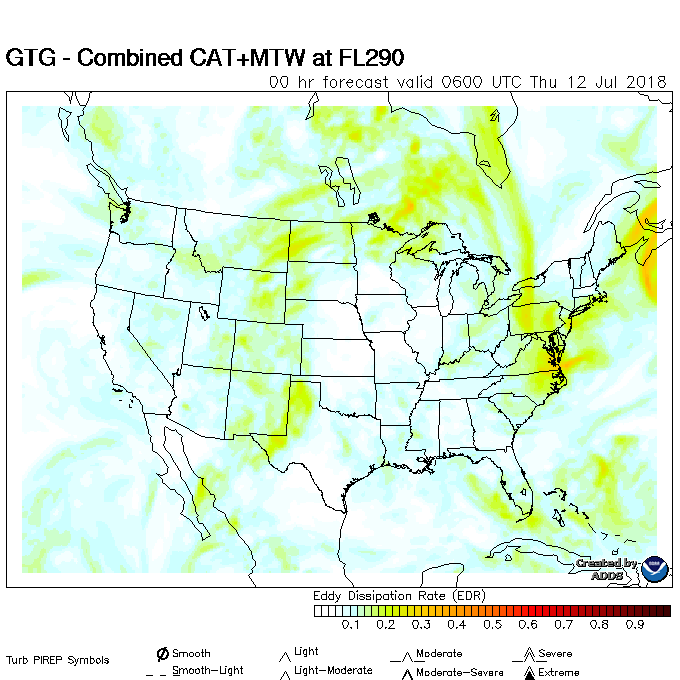 GTG - Combined CAT+MTW at FL290
00 hr forecast valid 0600 UTC Thu 12 Jul 2018
Created by
ADDS
NOAA
Eddy Dissipation Rate (EDR)
0.1 0.2 0.3 0.4 0.5 0.6 0.7 0.8 0.9
Turb PIREP Symbols
Smooth Light Moderate Severe
Smooth-Light Light-Moderate Moderate-Severe Extreme